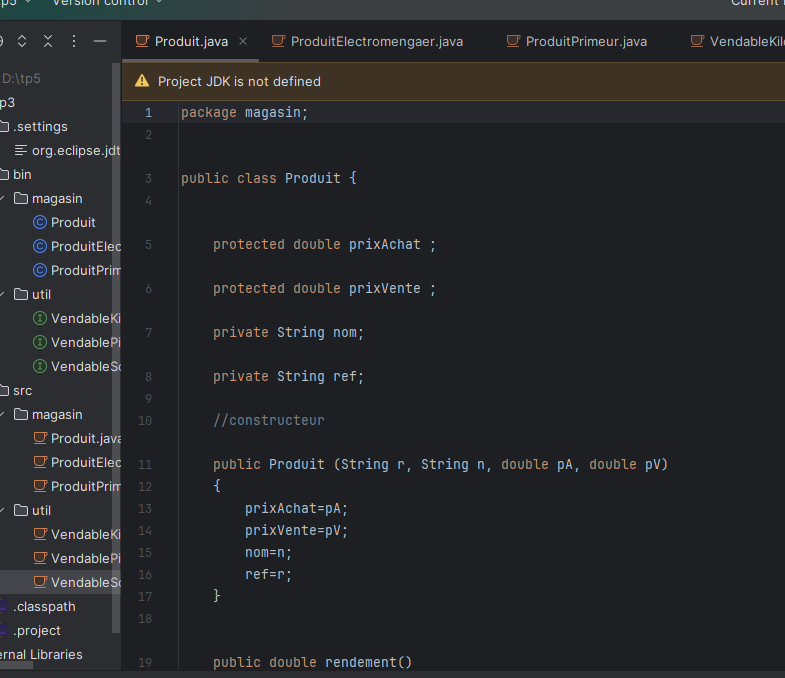 Version control
Current
Produit.java
ProduitElectromengaer.java
ProduitPrimeur.java
D:\tp5
Project JDK is not defined
.settings
org.eclipse.jdt
bin
magasin
Produit
ProduitElec
ProduitPrim
util
VendableKi
VendablePi
VendableSo
src
magasin
Produit.java
ProduitElec
ProduitPrim
util
VendableKi
VendablePi
VendableSo
.classpath
.project
Libraries
1 package magasin;
2
3 public class Produit {
4
5 protected double prixAchat ;
6 protected double prixVente ;
7 private String nom;
8 private String ref;
9
10 //constructeur
11 public Produit (String r, String n, double pA, double pV)
12 {
13 prixAchat=pA;
14 prixVente=pV;
15 nom=n;
16 ref=r;
17 }
18
19 public double rendement()